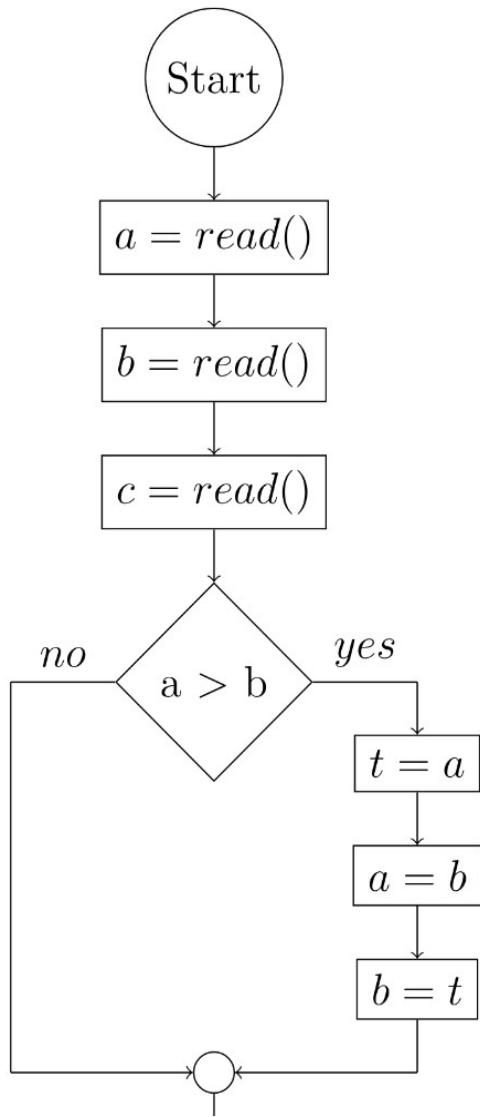 Start
a = read()
b = read()
c = read()
no
yes
a > b
t = a
a = b
b = t